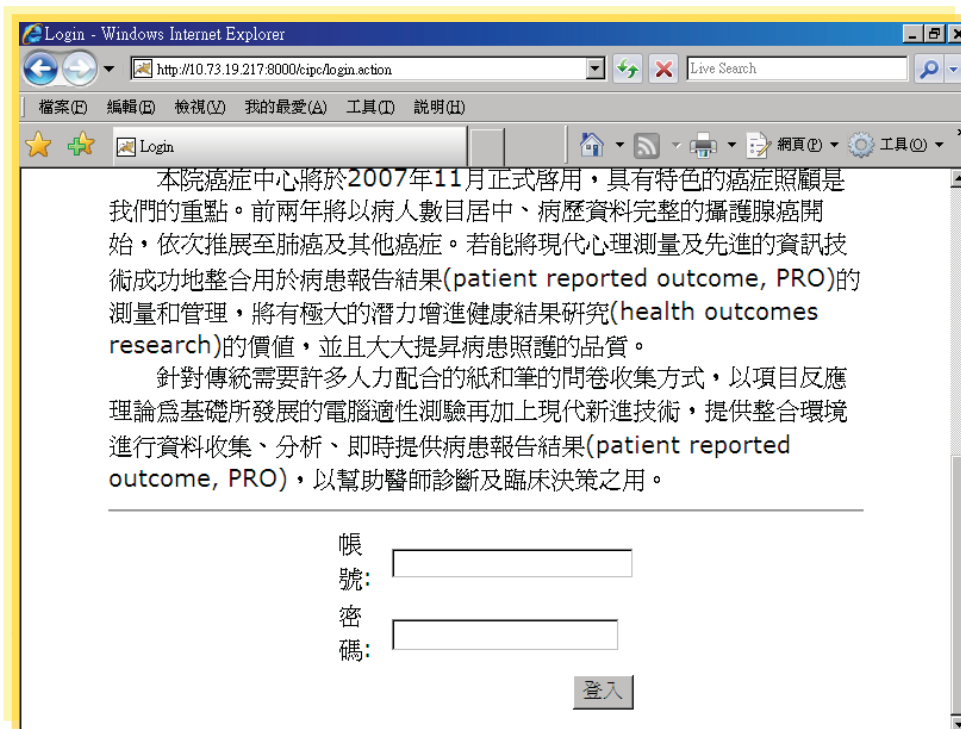 Login - Windows Internet Explorer
http://10.73.19.217:8000/cipc/login.action
Live Search
檔案(F) 編輯(E) 檢視(V) 我的最愛(A) 工具(T) 說明(H)
Login
網頁(P)
工具(O)
本院癌症中心將於2007年11月正式啓用,具有特色的癌症照顧是
我們的重點。前兩年將以病人數目居中、病歷資料完整的攝護腺癌開
始,依次推展至肺癌及其他癌症。若能將現代心理測量及先進的資訊技
術成功地整合用於病患報告結果(patient reported outcome, PRO)的
測量和管理,將有極大的潛力增進健康結果研究(health outcomes
research)的價值,並且大大提昇病患照護的品質。
針對傳統需要許多人力配合的紙和筆的問卷收集方式,以項目反應
理論為基礎所發展的電腦適性測驗再加上現代新進技術,提供整合環境
進行資料收集、分析、即時提供病患報告結果(patient reported
outcome, PRO),以幫助醫師診斷及臨床決策之用。
帳
號:
密
碼:
登入